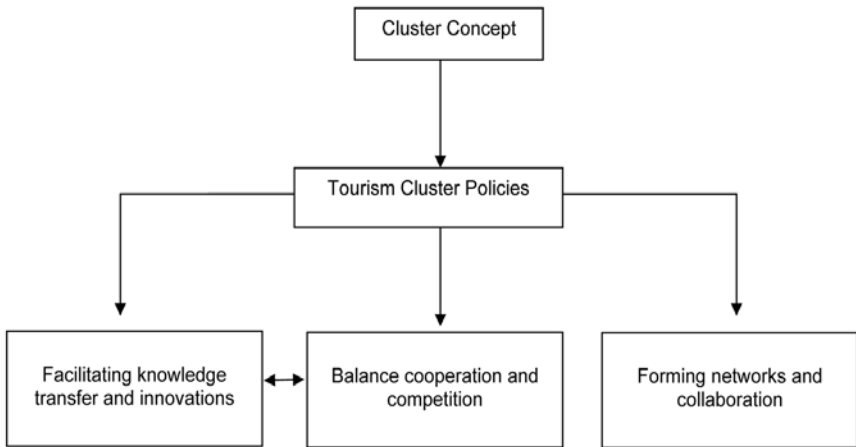 Cluster Concept
Tourism Cluster Policies
Facilitating knowledge
transfer and innovations
Balance cooperation and
competition
Forming networks and
collaboration